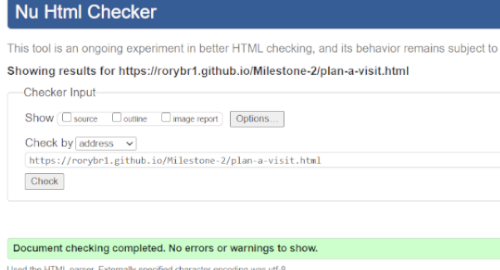 Nu Html Checker
This tool is an ongoing experiment in better HTML checking, and its behavior remains subject to
Showing results for https://rorybr1.github.io/Milestone-2/plan-a-visit.html
Checker Input
Show source outline image report Options...
Check by address
https://rorybr1.github.io/Milestone-2/plan-a-visit.html
Check
Document checking completed. No errors or warnings to show.
Used the HTML parser. Externally specified character encoding was utf-8